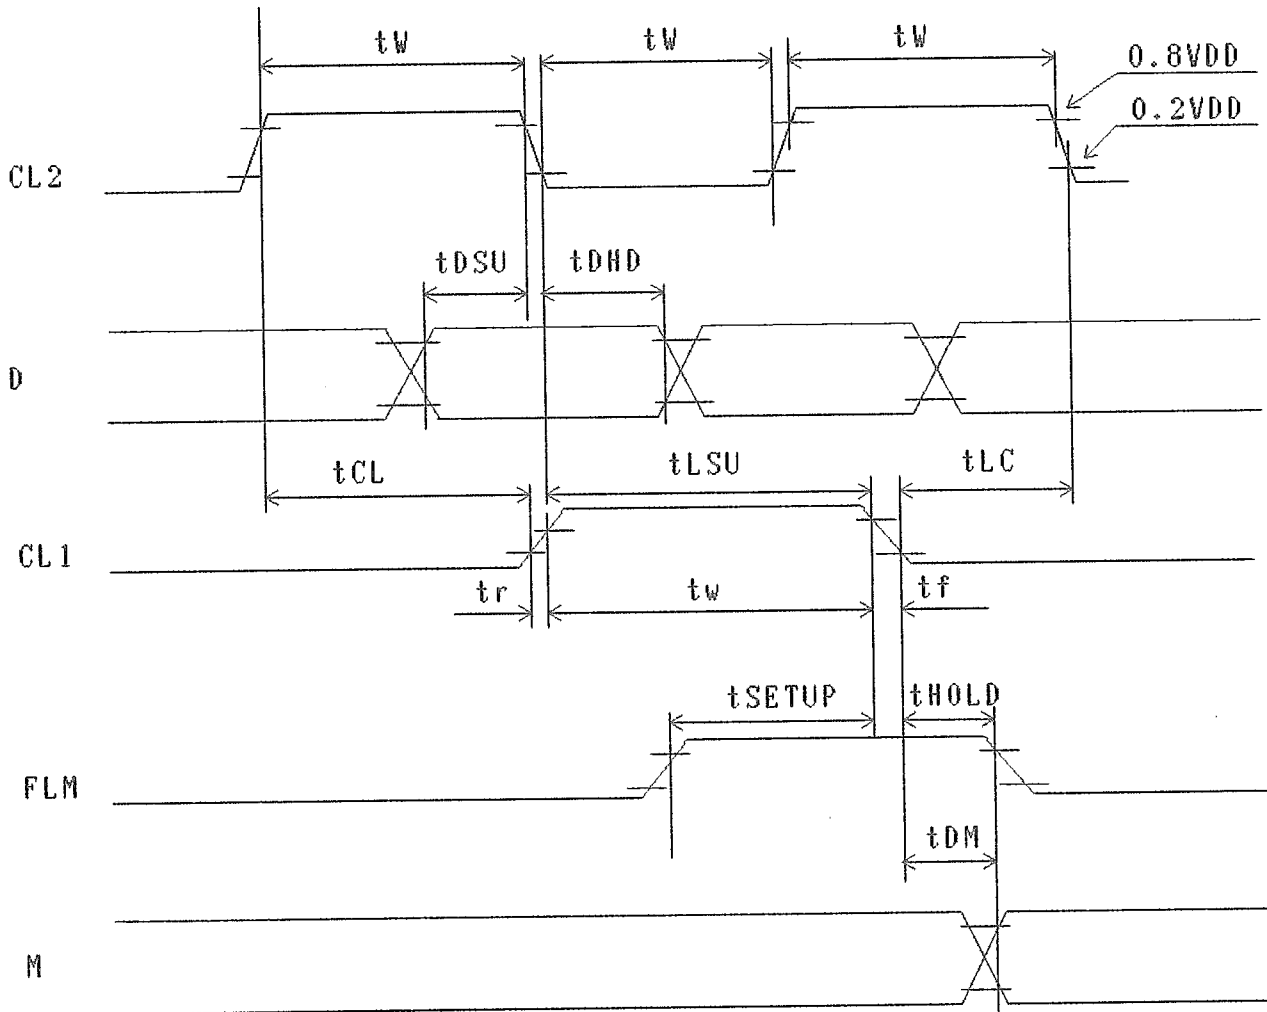 tW
tW
tW
0.8VDD
0.2VDD
CL2
tDSU
tDHD
D
tCL
tLSU
tLC
CL1
tr
tw
tf
tSETUP
tHOLD
FLM
tDM
M